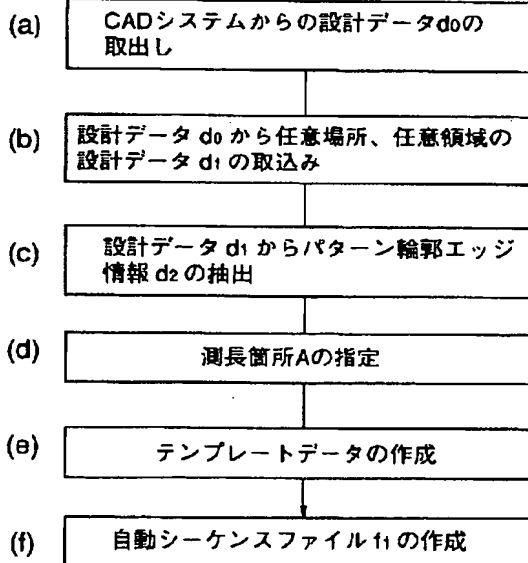 (a) CADシステムからの設計データd0の
取出し
(b) 設計データ d0 から任意場所、任意領域の
設計データ d1 の取込み
(c) 設計データ d1 からパターン輪郭エッジ
情報 d2 の抽出
(d) 測長箇所Aの指定
(e) テンプレートデータの作成
(f) 自動シーケンスファイル f1 の作成